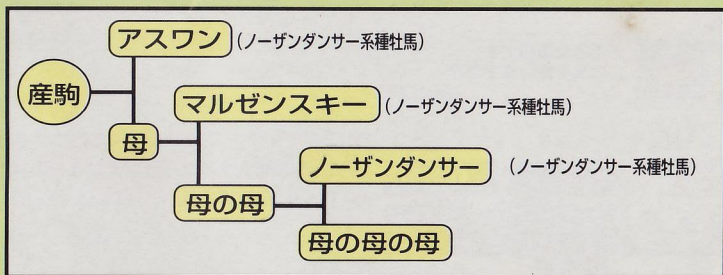 アスワン(ノーザンダンサー系種牡馬)
産駒
マルゼンスキー(ノーザンダンサー系種牡馬)
母
ノーザンダンサー (ノーザンダンサー系種牡馬)
母の母
母の母の母